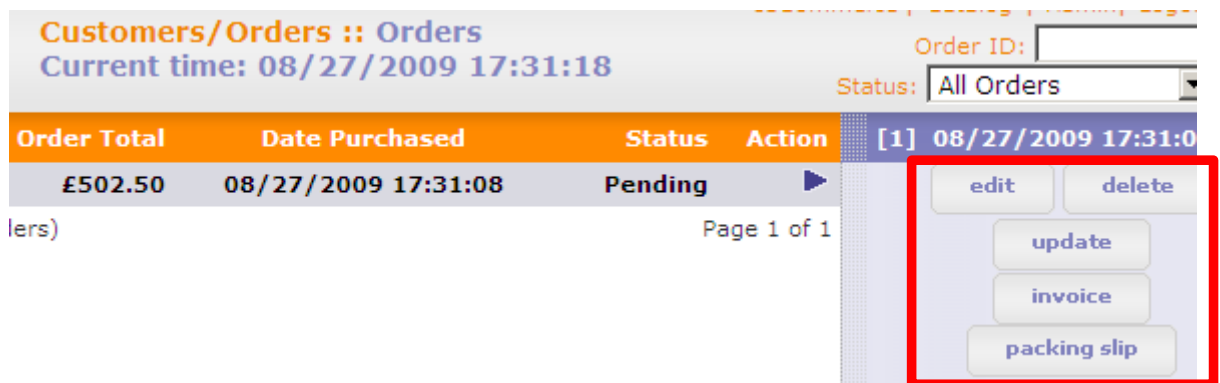 Customers/Orders :: Orders
Current time: 08/27/2009 17:31:18
Order ID:
Status: All Orders
Order Total Date Purchased Status Action [1] 08/27/2009 17:31:0
£502.50 08/27/2009 17:31:08 Pending
edit delete
lers) Page 1 of 1
update
invoice
packing slip